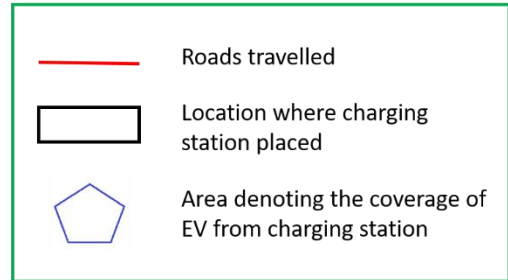 Roads travelled
Location where charging
station placed
Area denoting the coverage of
EV from charging station